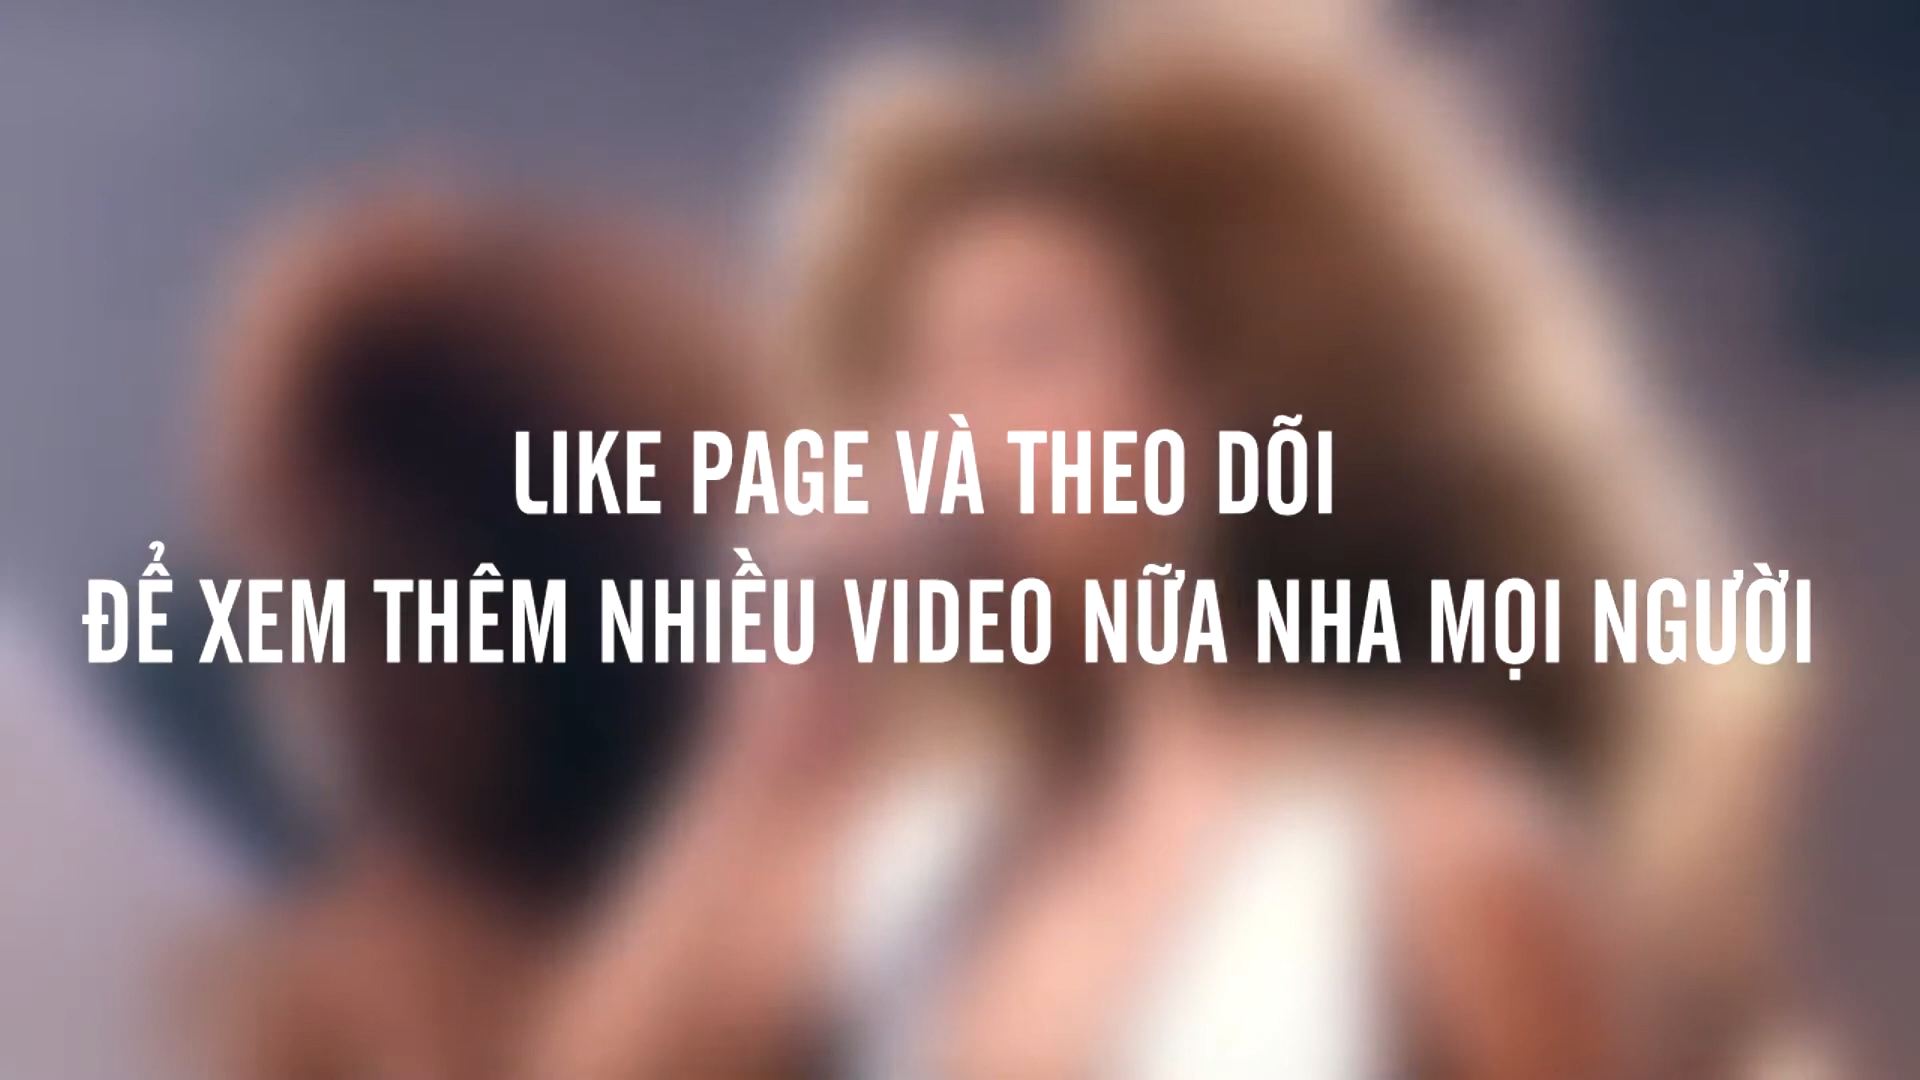 LIKE PAGE VÀ THEO DÕI
ĐỂ XEM THÊM NHIỀU VIDEO NỮA NHA MỌI NGƯỜI